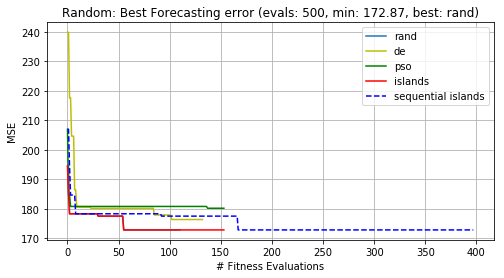 Random: Best Forecasting error (evals: 500, min: 172.87, best: rand)
rand
de
pso
islands
sequential islands
MSE
240
230
220
210
200
190
180
170
0 50 100 150 200 250 300 350 400
# Fitness Evaluations